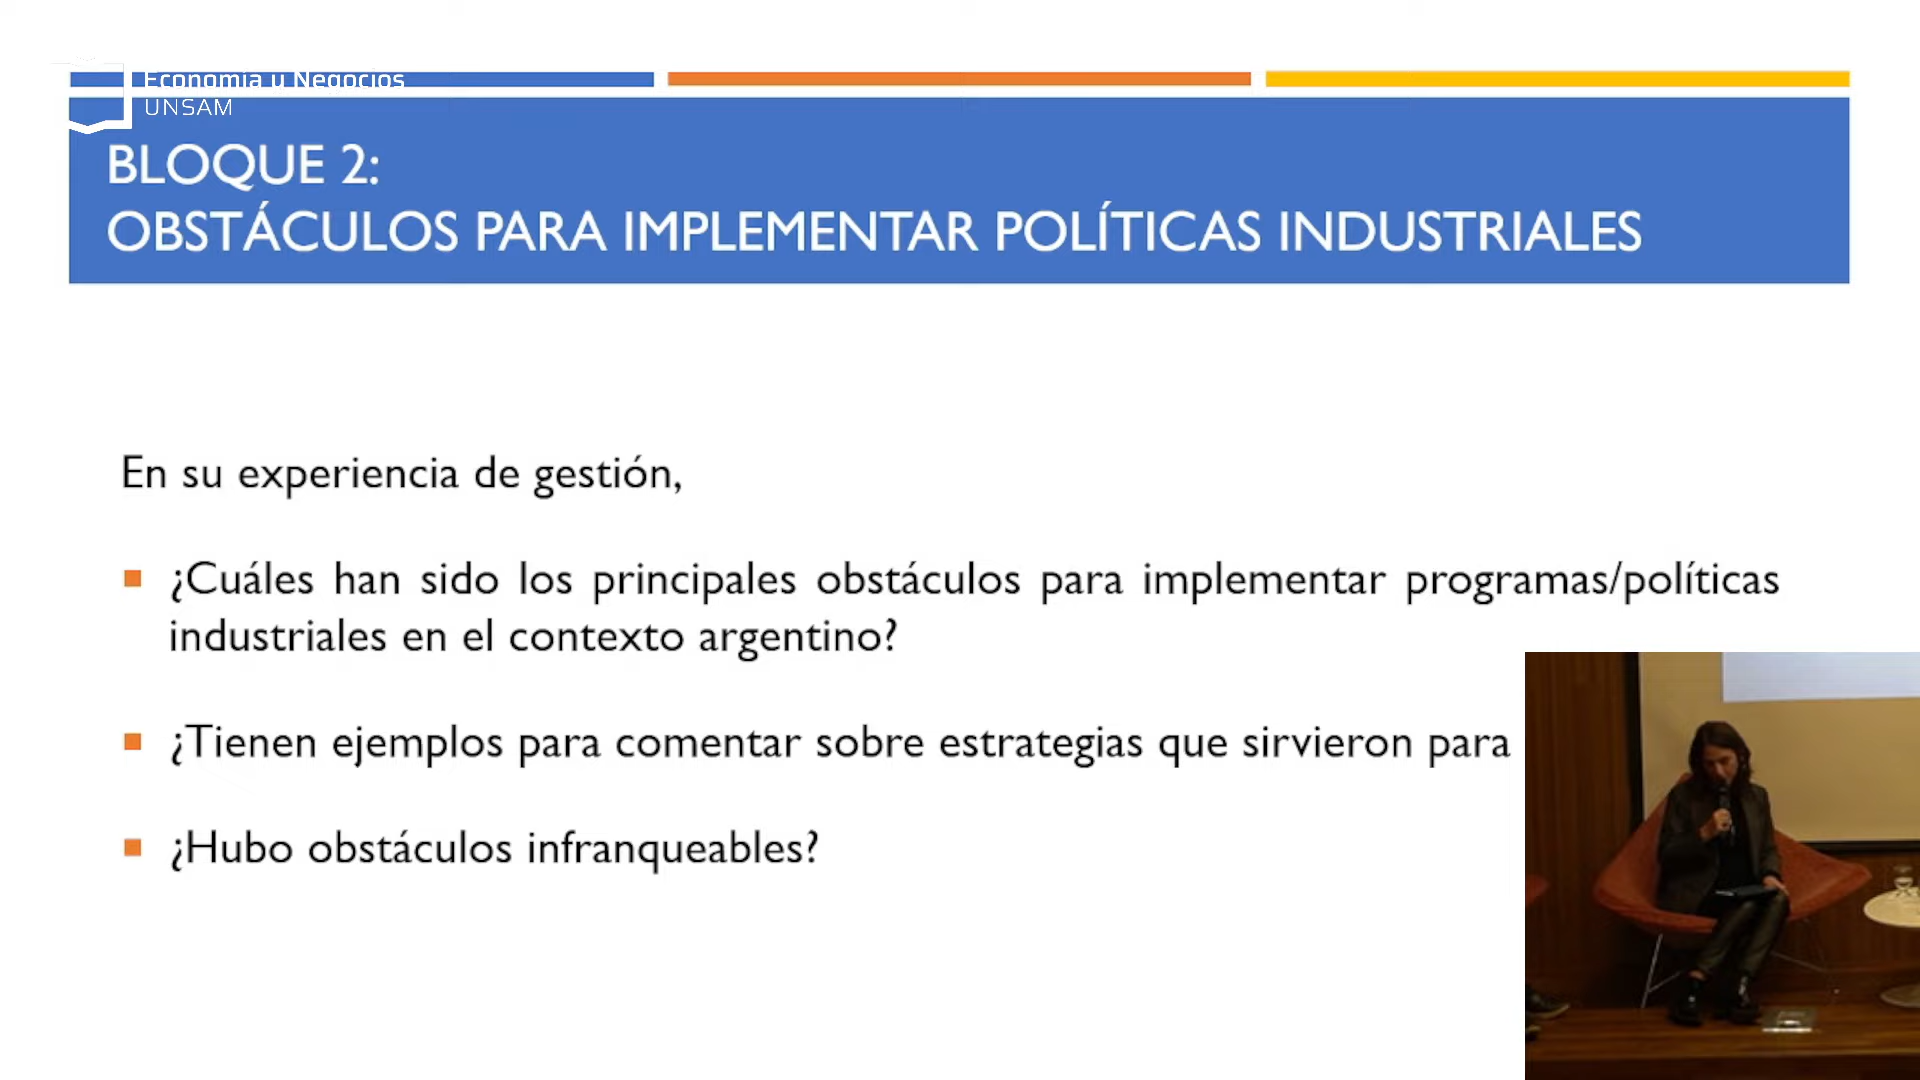 Economía y Negocios
UNSAM
BLOQUE 2:
OBSTÁCULOS PARA IMPLEMENTAR POLÍTICAS INDUSTRIALES
En su experiencia de gestión,
¿Cuáles han sido los principales obstáculos para implementar programas/políticas
industriales en el contexto argentino?
¿Tienen ejemplos para comentar sobre estrategias que sirvieron para
¿Hubo obstáculos infranqueables?